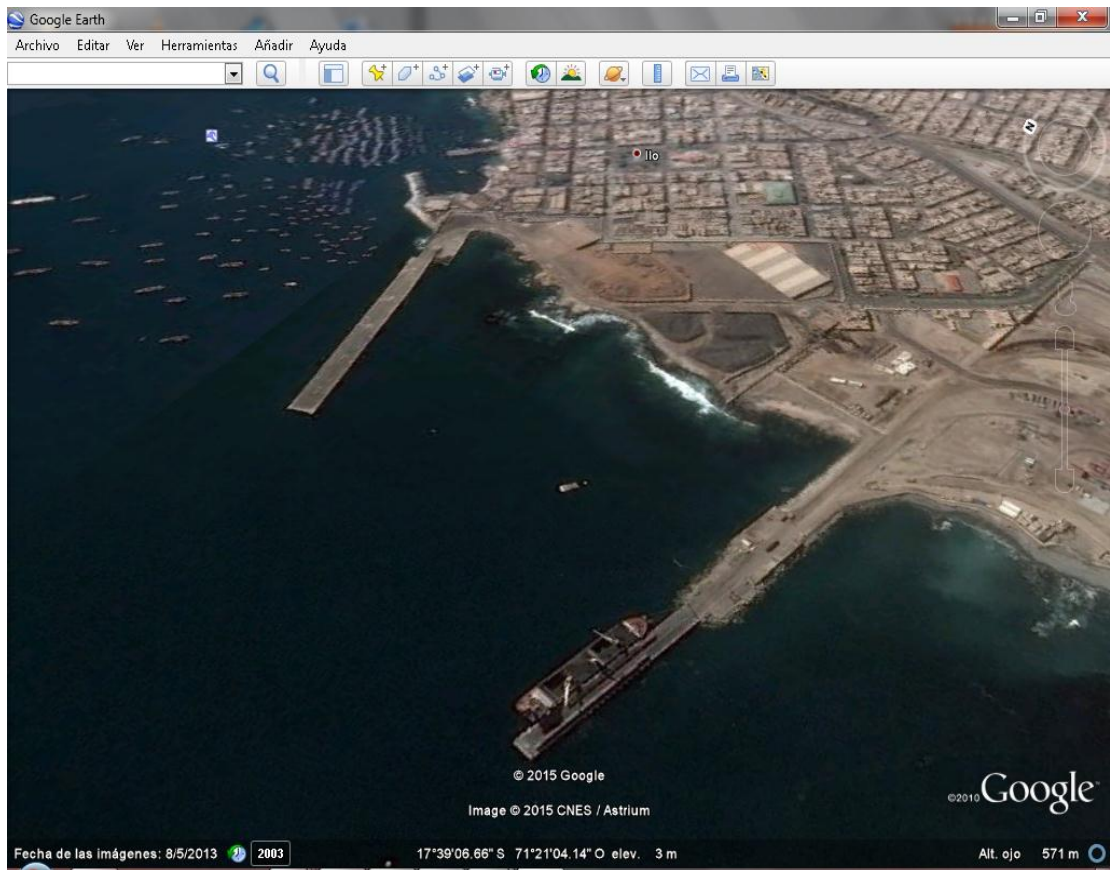 Google Earth
Archivo Editar Ver Herramientas Añadir Ayuda
N
Ilo
© 2015 Google
Image © 2015 CNES / Astrium
©2010 Google
Fecha de las imágenes: 8/5/2013 2003 17°39'06.66" S 71°21'04.14" O elev. 3 m Alt. ojo 571 m